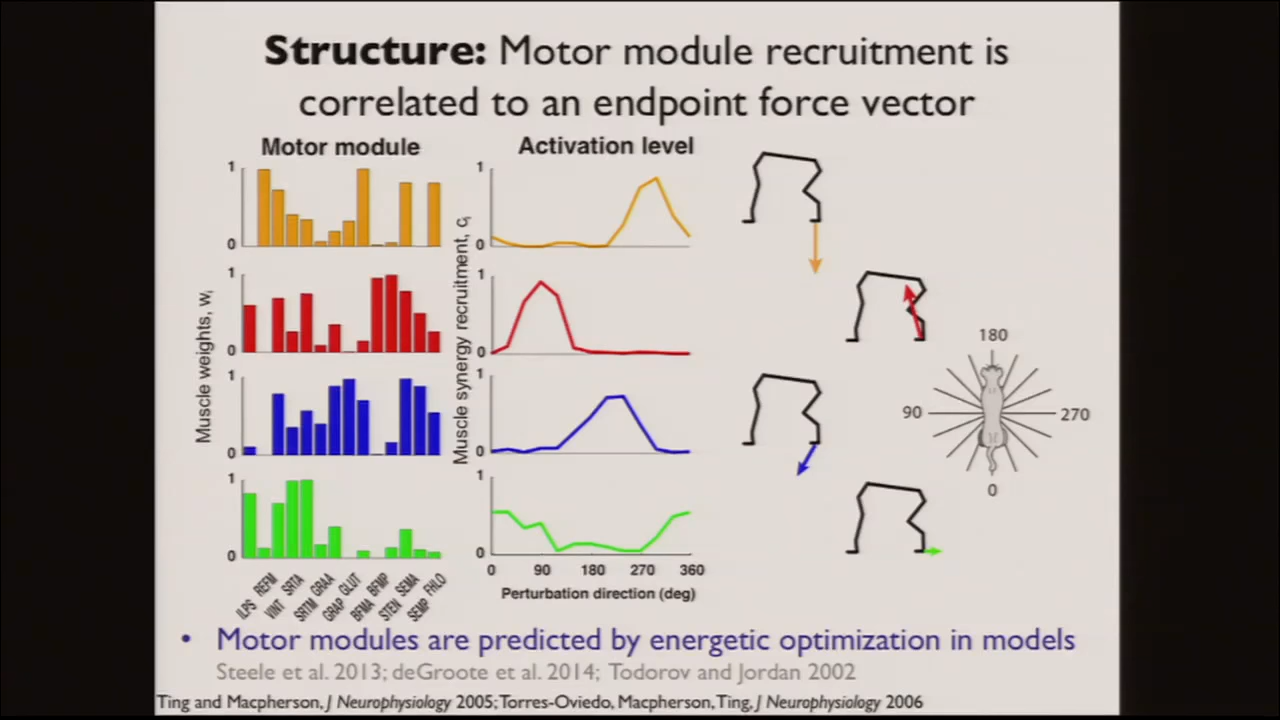 Structure: Motor module recruitment is
correlated to an endpoint force vector
Motor module
Activation level
Muscle weights, wᵢ
Muscle synergy recruitment, cᵢ
1
0
1
0
1
0
1
0
1
0
1
0
1
0
1
0
0 90 180 270 360
Perturbation direction (deg)
ILPS REFM VINT SRTA SRTM GRAA GRAP GLUT BFMA BFMP STEN SEMA SEMP FHLO
180
90
270
0
• Motor modules are predicted by energetic optimization in models
Steele et al. 2013; deGroote et al. 2014; Todorov and Jordan 2002
Ting and Macpherson, J Neurophysiology 2005; Torres-Oviedo, Macpherson, Ting, J Neurophysiology 2006